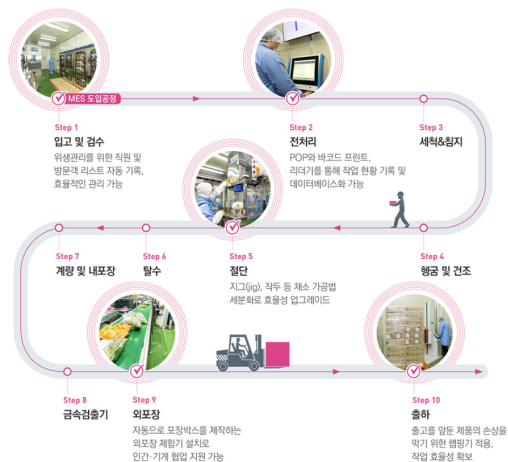 MES 도입공정
Step 1
입고 및 검수
위생관리를 위한 직원 및
방문객 리스트 자동 기록,
효율적인 관리 가능
Step 2
전처리
POP와 바코드 프린트,
리더기를 통해 작업 현황 기록 및
데이터베이스화 가능
Step 3
세척&침지
Step 4
헹굼 및 건조
Step 5
절단
지그(jig), 작두 등 채소 가공법
세분화로 효율성 업그레이드
Step 6
탈수
Step 7
계량 및 내포장
Step 8
금속검출기
Step 9
외포장
자동으로 포장박스를 제작하는
외포장 제함기 설치로
인간·기계 협업 지원 가능
Step 10
출하
출고를 앞둔 제품의 손상을
막기 위한 랩핑기 적용,
작업 효율성 확보